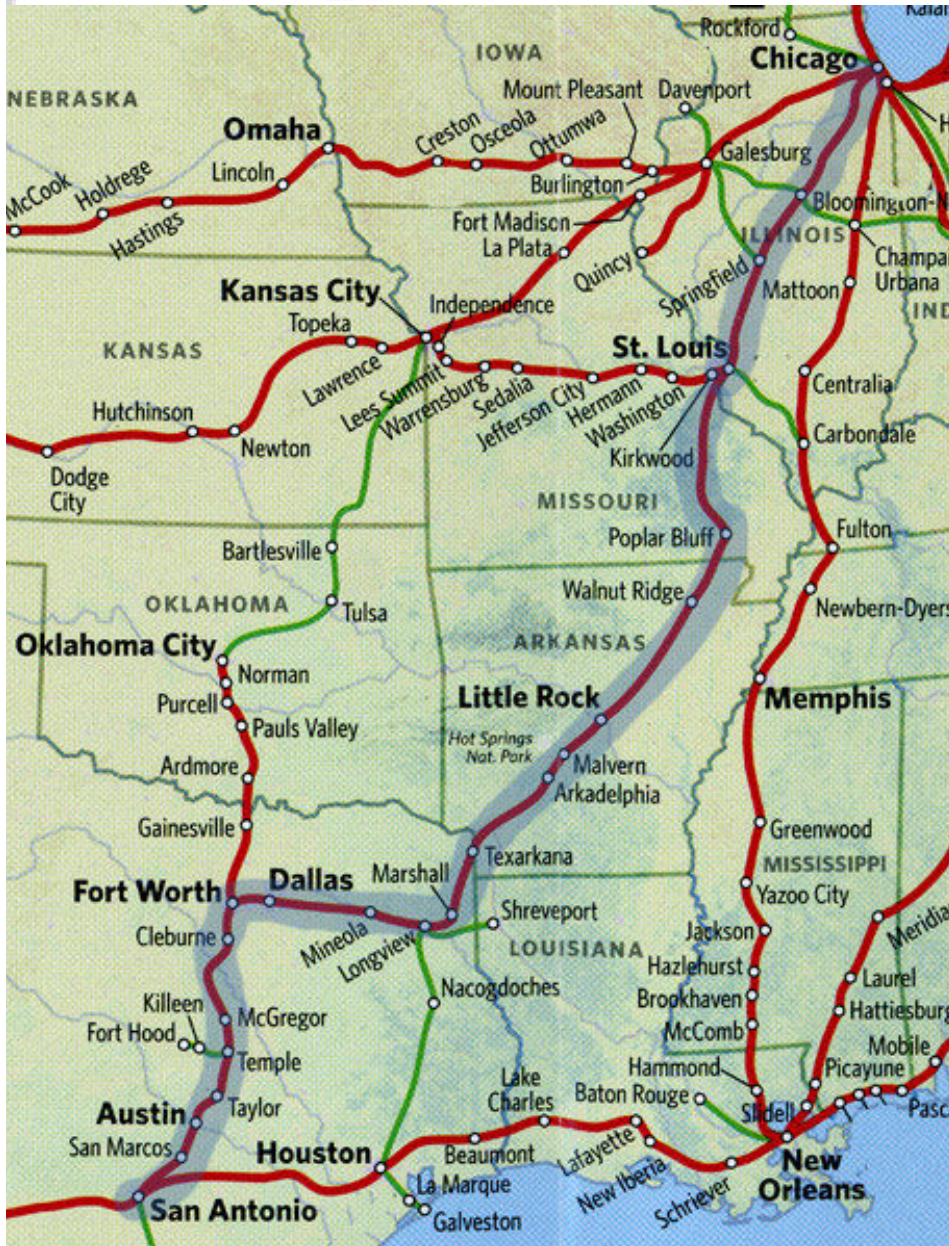 Kalar
Rockford
Chicago
IOWA
NEBRASKA
Mount Pleasant
Davenport
H
Omaha
Creston
Osceola
Ottumwa
Galesburg
McCook
Holdrege
Lincoln
Burlington
Bloomington-N
Hastings
Fort Madison
La Plata
ILLINOIS
Quincy
Springfield
Champai
Urbana
Kansas City
Independence
Mattoon
IND
Topeka
KANSAS
St. Louis
Lawrence
Lees Summit
Warrensburg
Sedalia
Jefferson City
Hermann
Washington
Centralia
Hutchinson
Newton
Kirkwood
Carbondale
Dodge
City
MISSOURI
Poplar Bluff
Fulton
Bartlesville
Walnut Ridge
Newbern-Dyers
OKLAHOMA
Tulsa
ARKANSAS
Oklahoma City
Norman
Purcell
Little Rock
Memphis
Pauls Valley
Hot Springs
Nat. Park
Malvern
Ardmore
Arkadelphia
Gainesville
Greenwood
Texarkana
MISSISSIPPI
Marshall
Fort Worth
Dallas
Yazoo City
Shreveport
Cleburne
Mineola
Longview
LOUISIANA
Jackson
Meridia
Hazlehurst
Laurel
Killeen
Nacogdoches
Brookhaven
Hattiesburg
Fort Hood
McGregor
McComb
Temple
Mobile
Hammond
Picayune
Lake
Charles
Baton Rouge
Taylor
Austin
Slidell
Pasc
San Marcos
Houston
Beaumont
Lafayette
New Iberia
Schriever
New
Orleans
La Marque
San Antonio
Galveston